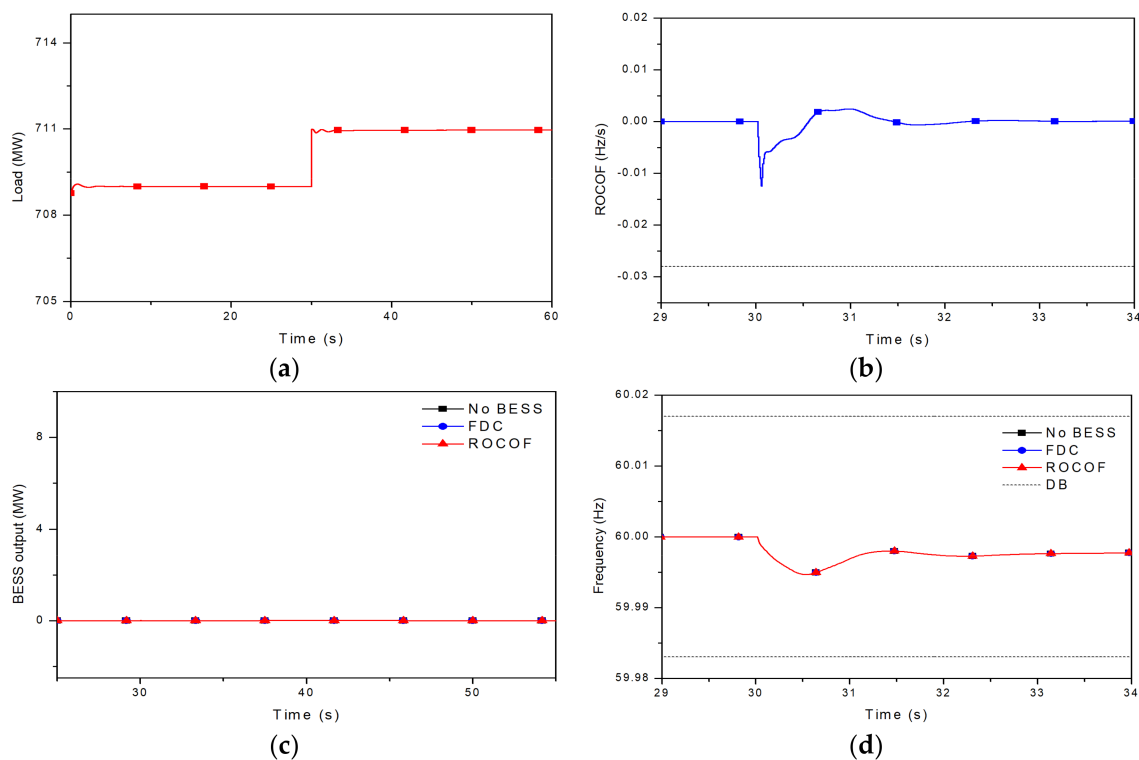 714
711
708
705
Load (MW)
0 20 40 60
Time (s)
(a)
0.02
0.01
0.00
-0.01
-0.02
-0.03
ROCOF (Hz/s)
29 30 31 32 33 34
Time (s)
(b)
8
4
0
BESS output (MW)
No BESS
FDC
ROCOF
30 40 50
Time (s)
(c)
60.02
60.01
60.00
59.99
59.98
Frequency (Hz)
No BESS
FDC
ROCOF
DB
29 30 31 32 33 34
Time (s)
(d)